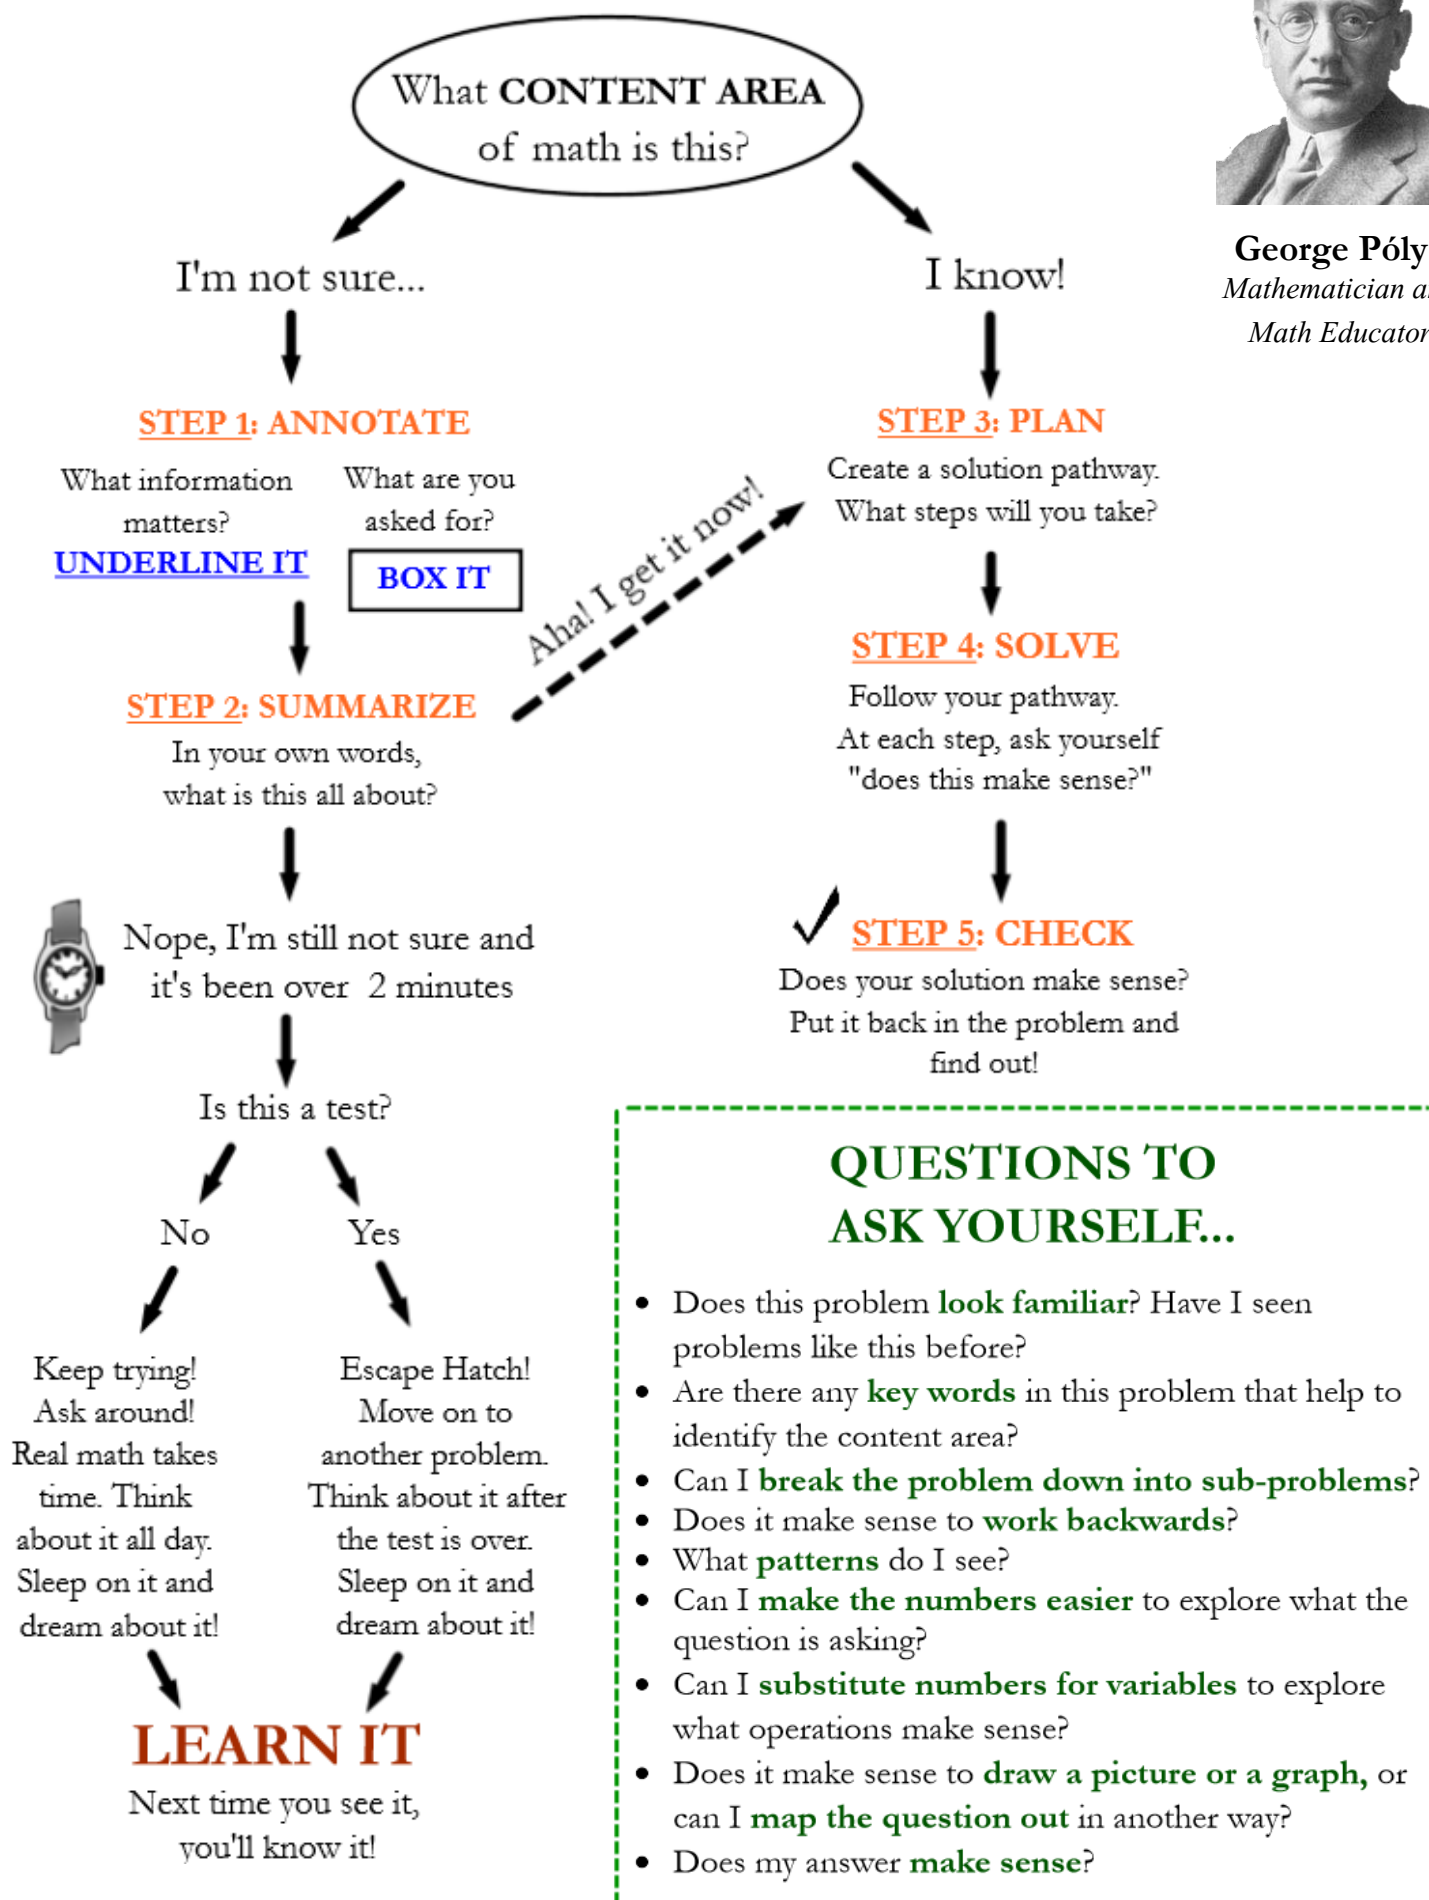 What CONTENT AREA
of math is this?
George Póly
Mathematician a
Math Educator
I'm not sure...
STEP 1: ANNOTATE
What information
matters?
UNDERLINE IT
What are you
asked for?
BOX IT
STEP 2: SUMMARIZE
In your own words,
what is this all about?
Aha! I get it now!
Nope, I'm still not sure and
it's been over 2 minutes
Is this a test?
No
Keep trying!
Ask around!
Real math takes
time. Think
about it all day.
Sleep on it and
dream about it!
Yes
Escape Hatch!
Move on to
another problem.
Think about it after
the test is over.
Sleep on it and
dream about it!
LEARN IT
Next time you see it,
you'll know it!
I know!
STEP 3: PLAN
Create a solution pathway.
What steps will you take?
STEP 4: SOLVE
Follow your pathway.
At each step, ask yourself
"does this make sense?"
STEP 5: CHECK
Does your solution make sense?
Put it back in the problem and
find out!
QUESTIONS TO
ASK YOURSELF...
• Does this problem look familiar? Have I seen
problems like this before?
• Are there any key words in this problem that help to
identify the content area?
• Can I break the problem down into sub-problems?
• Does it make sense to work backwards?
• What patterns do I see?
• Can I make the numbers easier to explore what the
question is asking?
• Can I substitute numbers for variables to explore
what operations make sense?
• Does it make sense to draw a picture or a graph, or
can I map the question out in another way?
• Does my answer make sense?